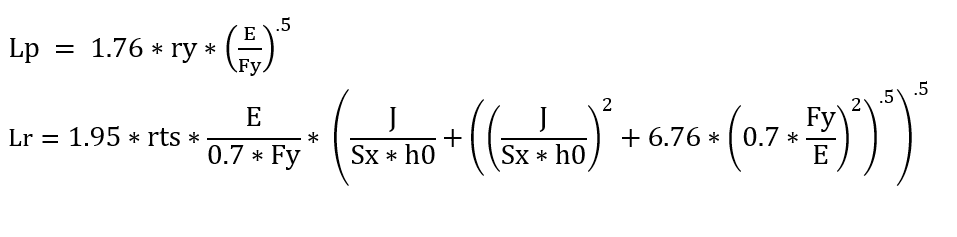 Lp = 1.76 * ry * (E/Fy)^.5
Lr = 1.95 * rts * E/(0.7 * Fy) * (J/(Sx * h0) + ((J/(Sx * h0))^2 + 6.76 * (0.7 * Fy/E)^2)^.5)^.5